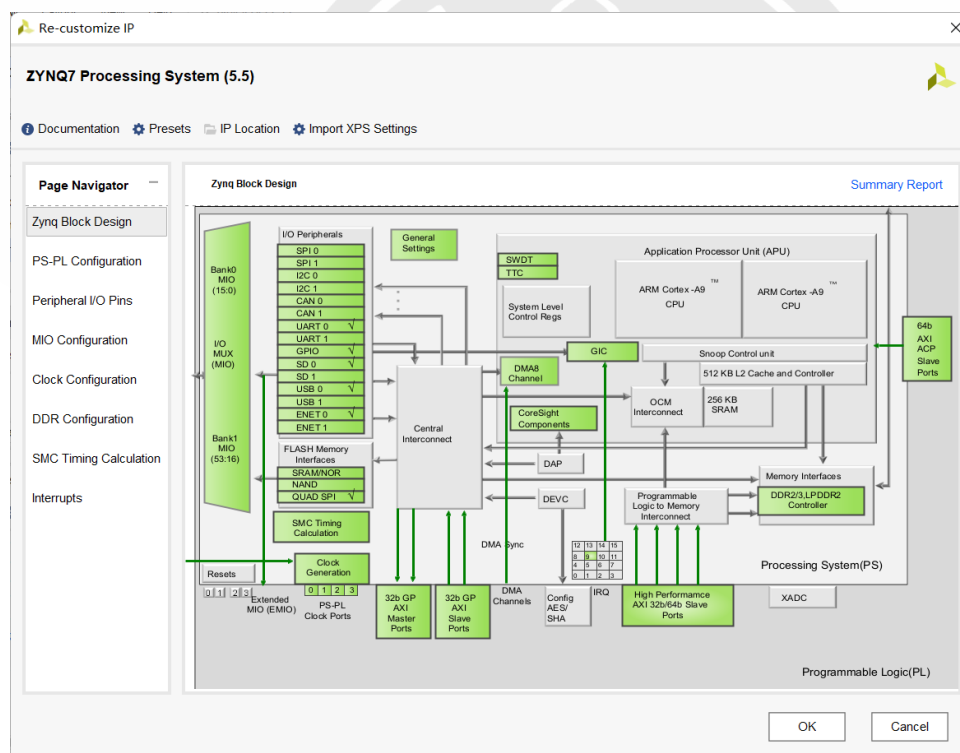 Re-customize IP
ZYNQ7 Processing System (5.5)
Documentation Presets IP Location Import XPS Settings
Page Navigator
Zynq Block Design
PS-PL Configuration
Peripheral I/O Pins
MIO Configuration
Clock Configuration
DDR Configuration
SMC Timing Calculation
Interrupts
Zynq Block Design
Summary Report
Bank0
MIO
(15:0)
I/O
MUX
(MIO)
Bank1
MIO
(53:16)
I/O Peripherals
SPI 0
SPI 1
I2C 0
I2C 1
CAN 0
CAN 1
UART 0 √
UART 1
GPIO √
SD 0 √
SD 1
USB 0 √
USB 1
ENET 0 √
ENET 1
FLASH Memory
Interfaces
SRAM/NOR
NAND
QUAD SPI √
SMC Timing
Calculation
General
Settings
Application Processor Unit (APU)
SWDT
TTC
System Level
Control Regs
ARM Cortex -A9 ™
CPU
ARM Cortex -A9 ™
CPU
GIC
Snoop Control unit
512 KB L2 Cache and Controller
DMA8
Channel
OCM
Interconnect
256 KB
SRAM
CoreSight
Components
Central
Interconnect
DAP
DEVC
64b
AXI
ACP
Slave
Ports
Memory Interfaces
DDR2/3,LPDDR2
Controller
Programmable
Logic to Memory
Interconnect
DMA Sync
12 13 14 15
8 9 10 11
4 5 6 7
0 1 2 3
Processing System(PS)
Clock
Generation
Resets
0 1 2 3
0 1 2 3
Extended
MIO (EMIO)
PS-PL
Clock Ports
32b GP
AXI
Master
Ports
32b GP
AXI
Slave
Ports
DMA
Channels
Config
AES/
SHA
IRQ
High Performamce
AXI 32b/64b Slave
Ports
XADC
Programmable Logic(PL)
OK
Cancel